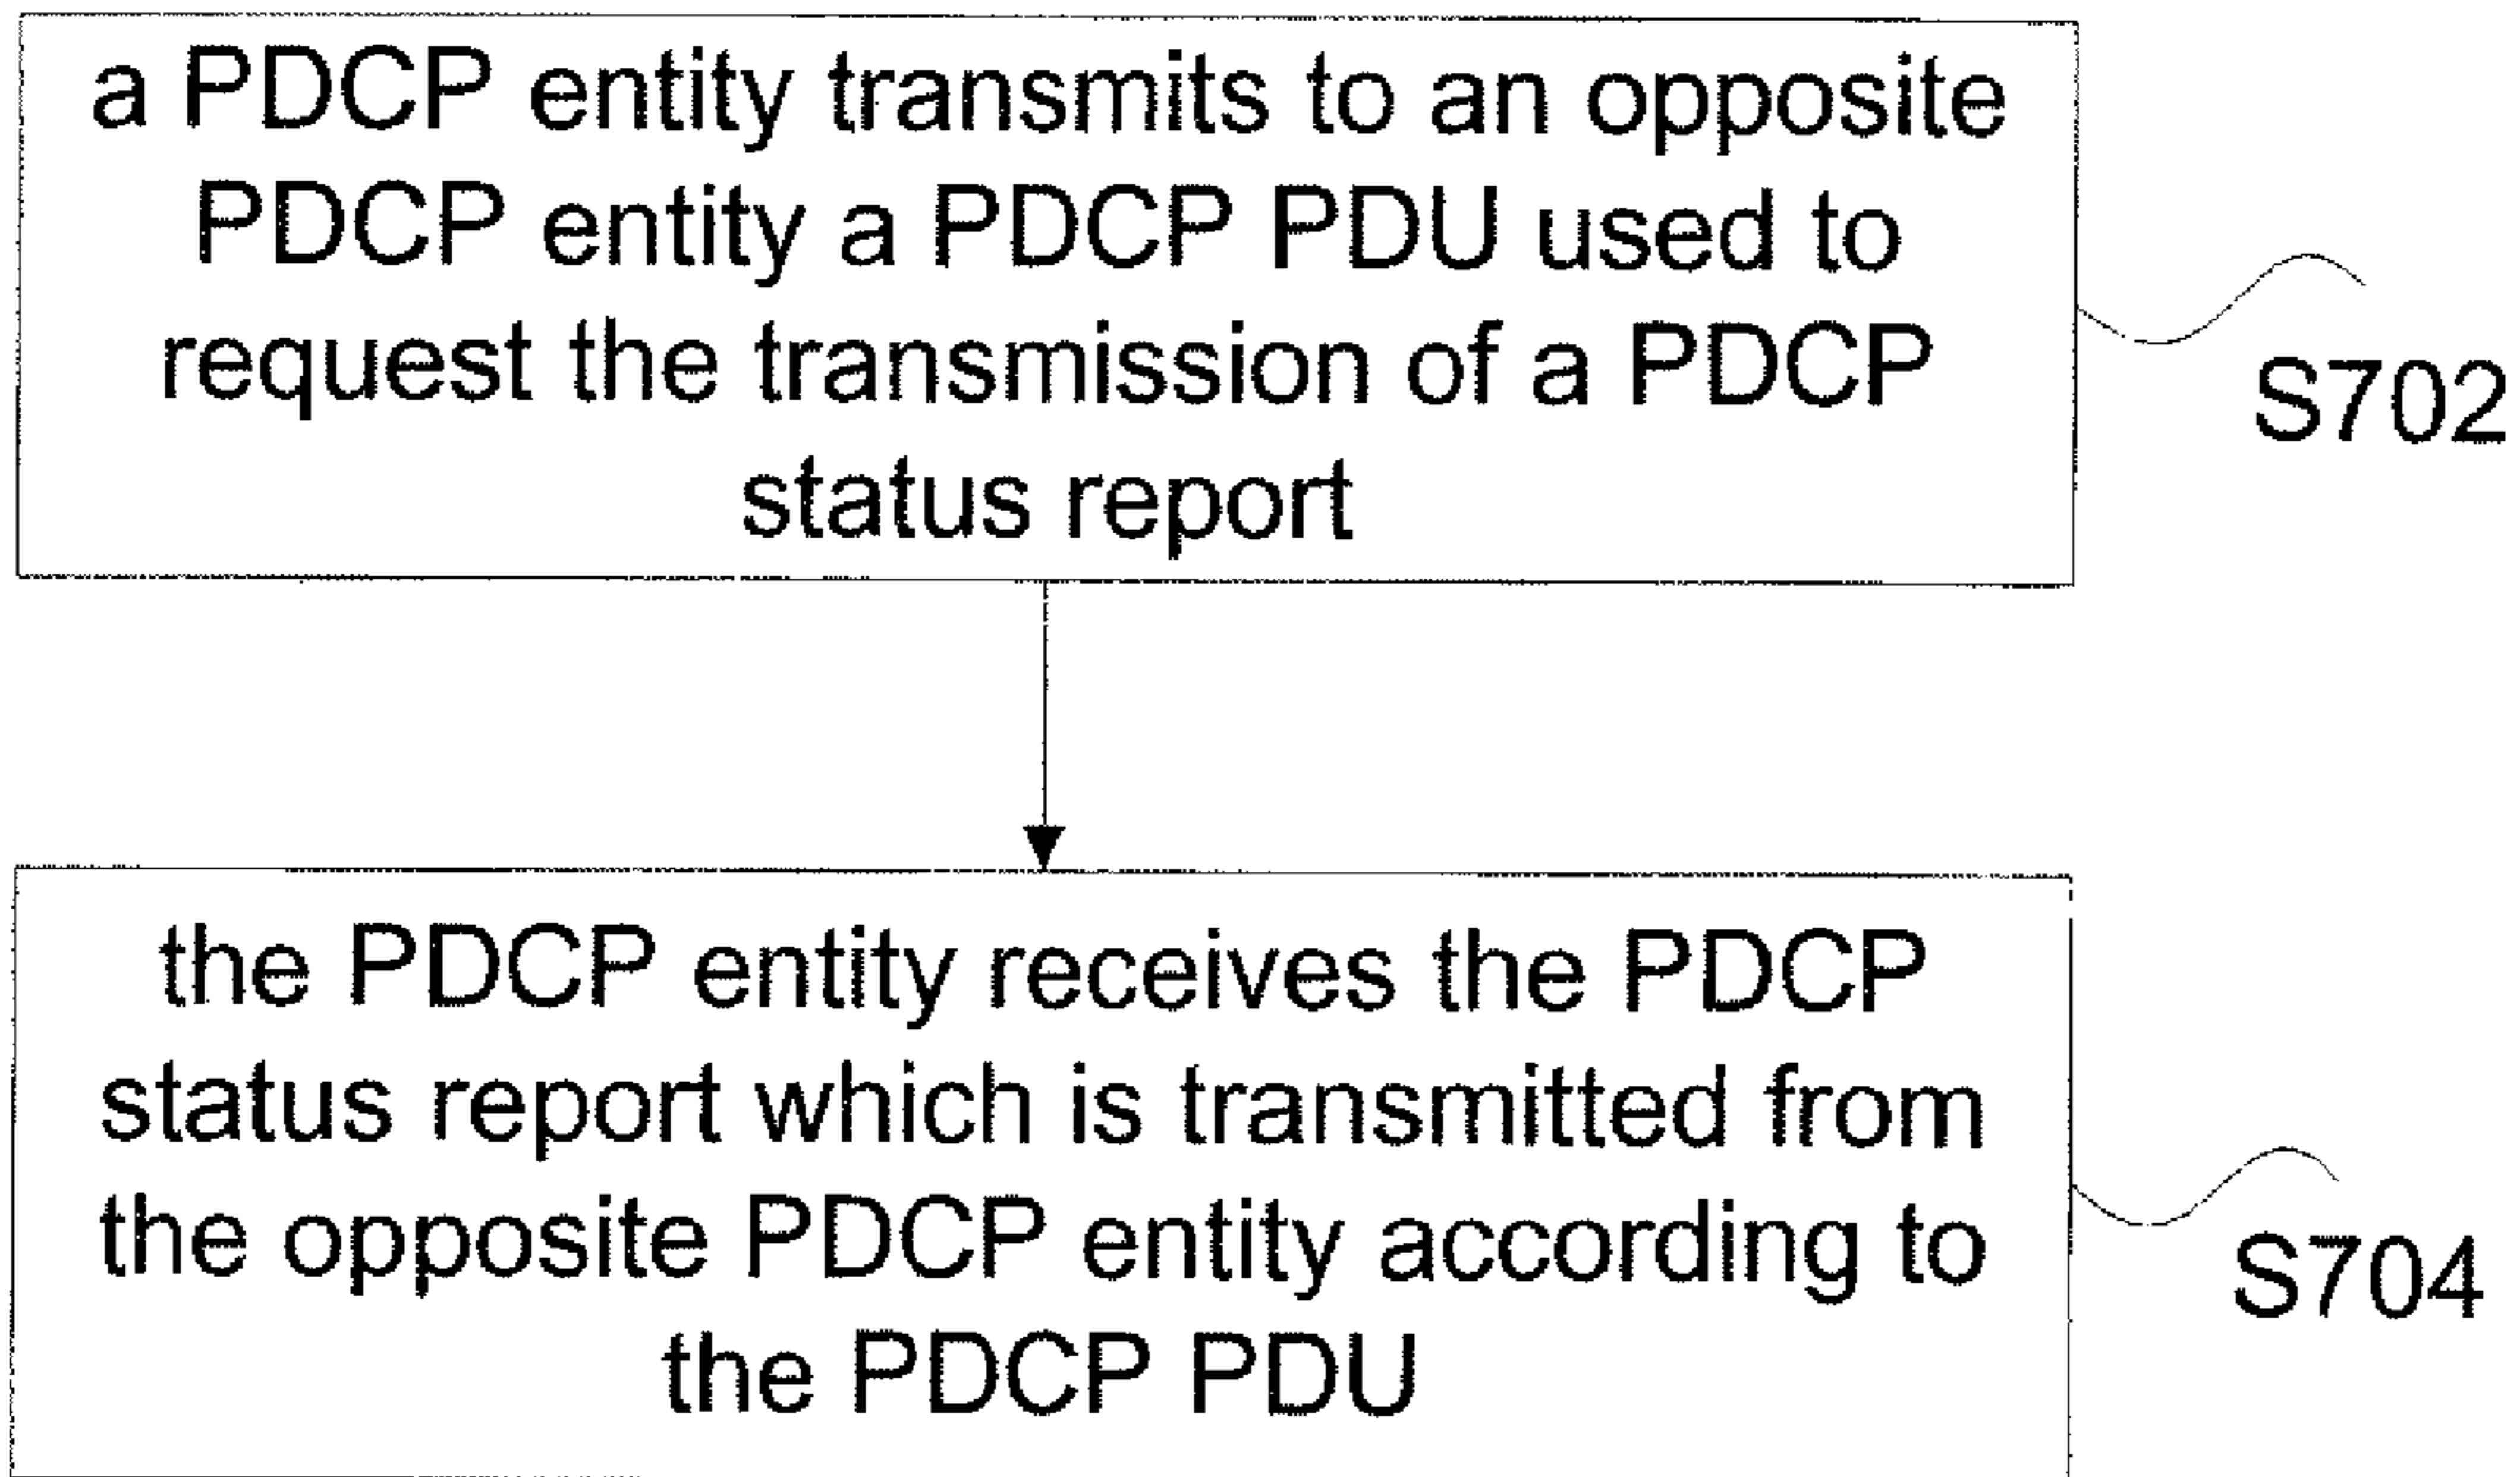 a PDCP entity transmits to an opposite
PDCP entity a PDCP PDU used to
request the transmission of a PDCP
status report
S702
the PDCP entity receives the PDCP
status report which is transmitted from
the opposite PDCP entity according to
the PDCP PDU
S704